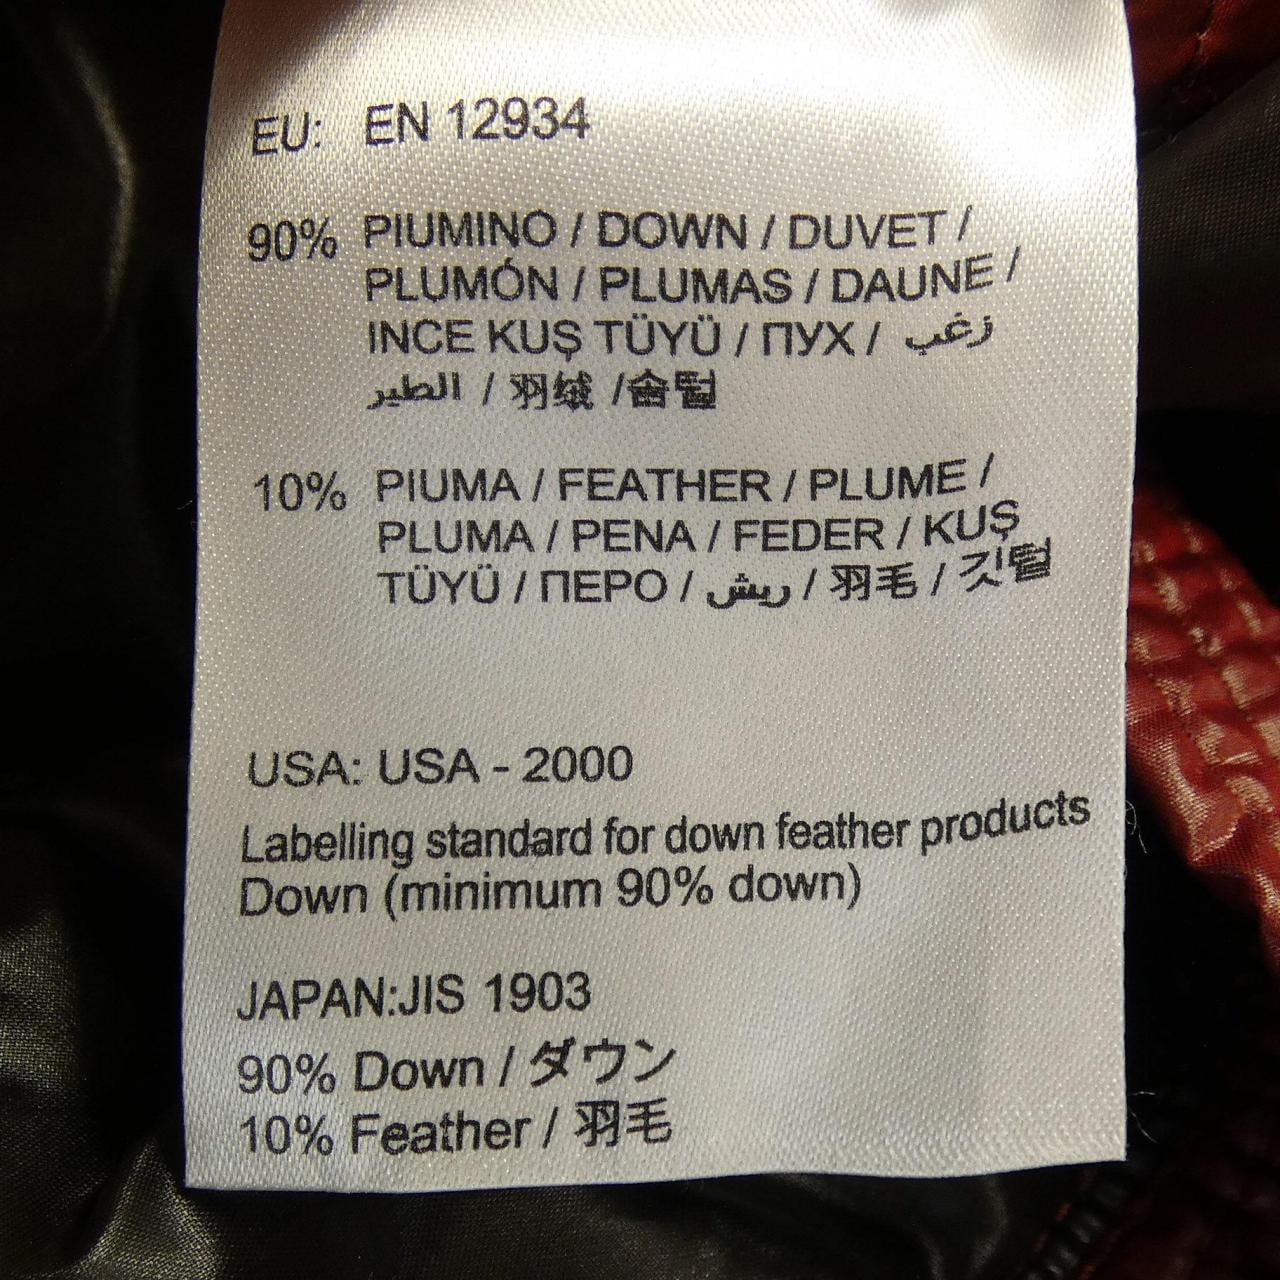 EU: EN 12934
90% PIUMINO / DOWN / DUVET /
PLUMÓN / PLUMAS / DAUNE /
INCE KUŞ TÜYÜ / ПУХ / زغب
الطير / 羽绒 /솜털
10% PIUMA / FEATHER / PLUME /
PLUMA / PENA / FEDER / KUŞ
TÜYÜ / ПЕРО / ريش / 羽毛 / 깃털
USA: USA - 2000
Labelling standard for down feather products
Down (minimum 90% down)
JAPAN:JIS 1903
90% Down / ダウン
10% Feather / 羽毛